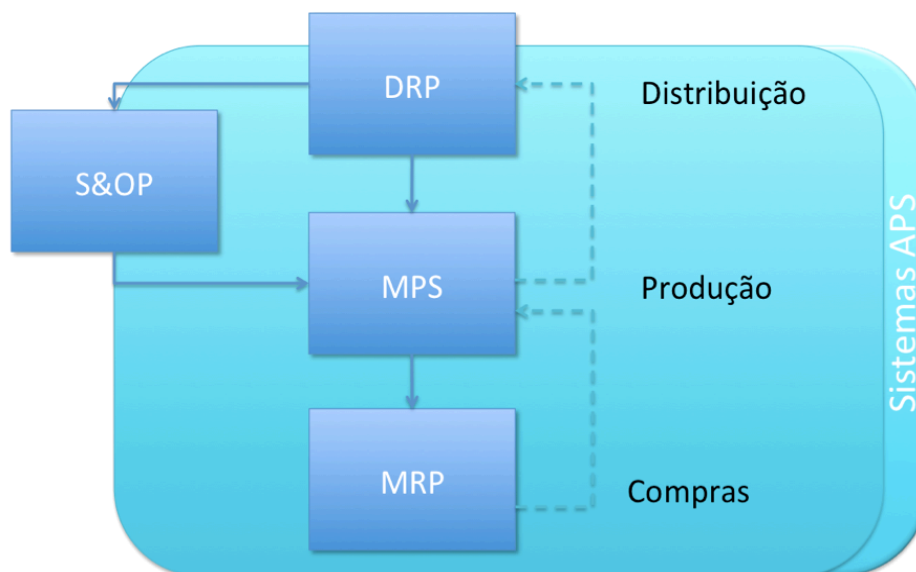 DRP
Distribuição
S&OP
MPS
Produção
MRP
Compras
Sistemas APS